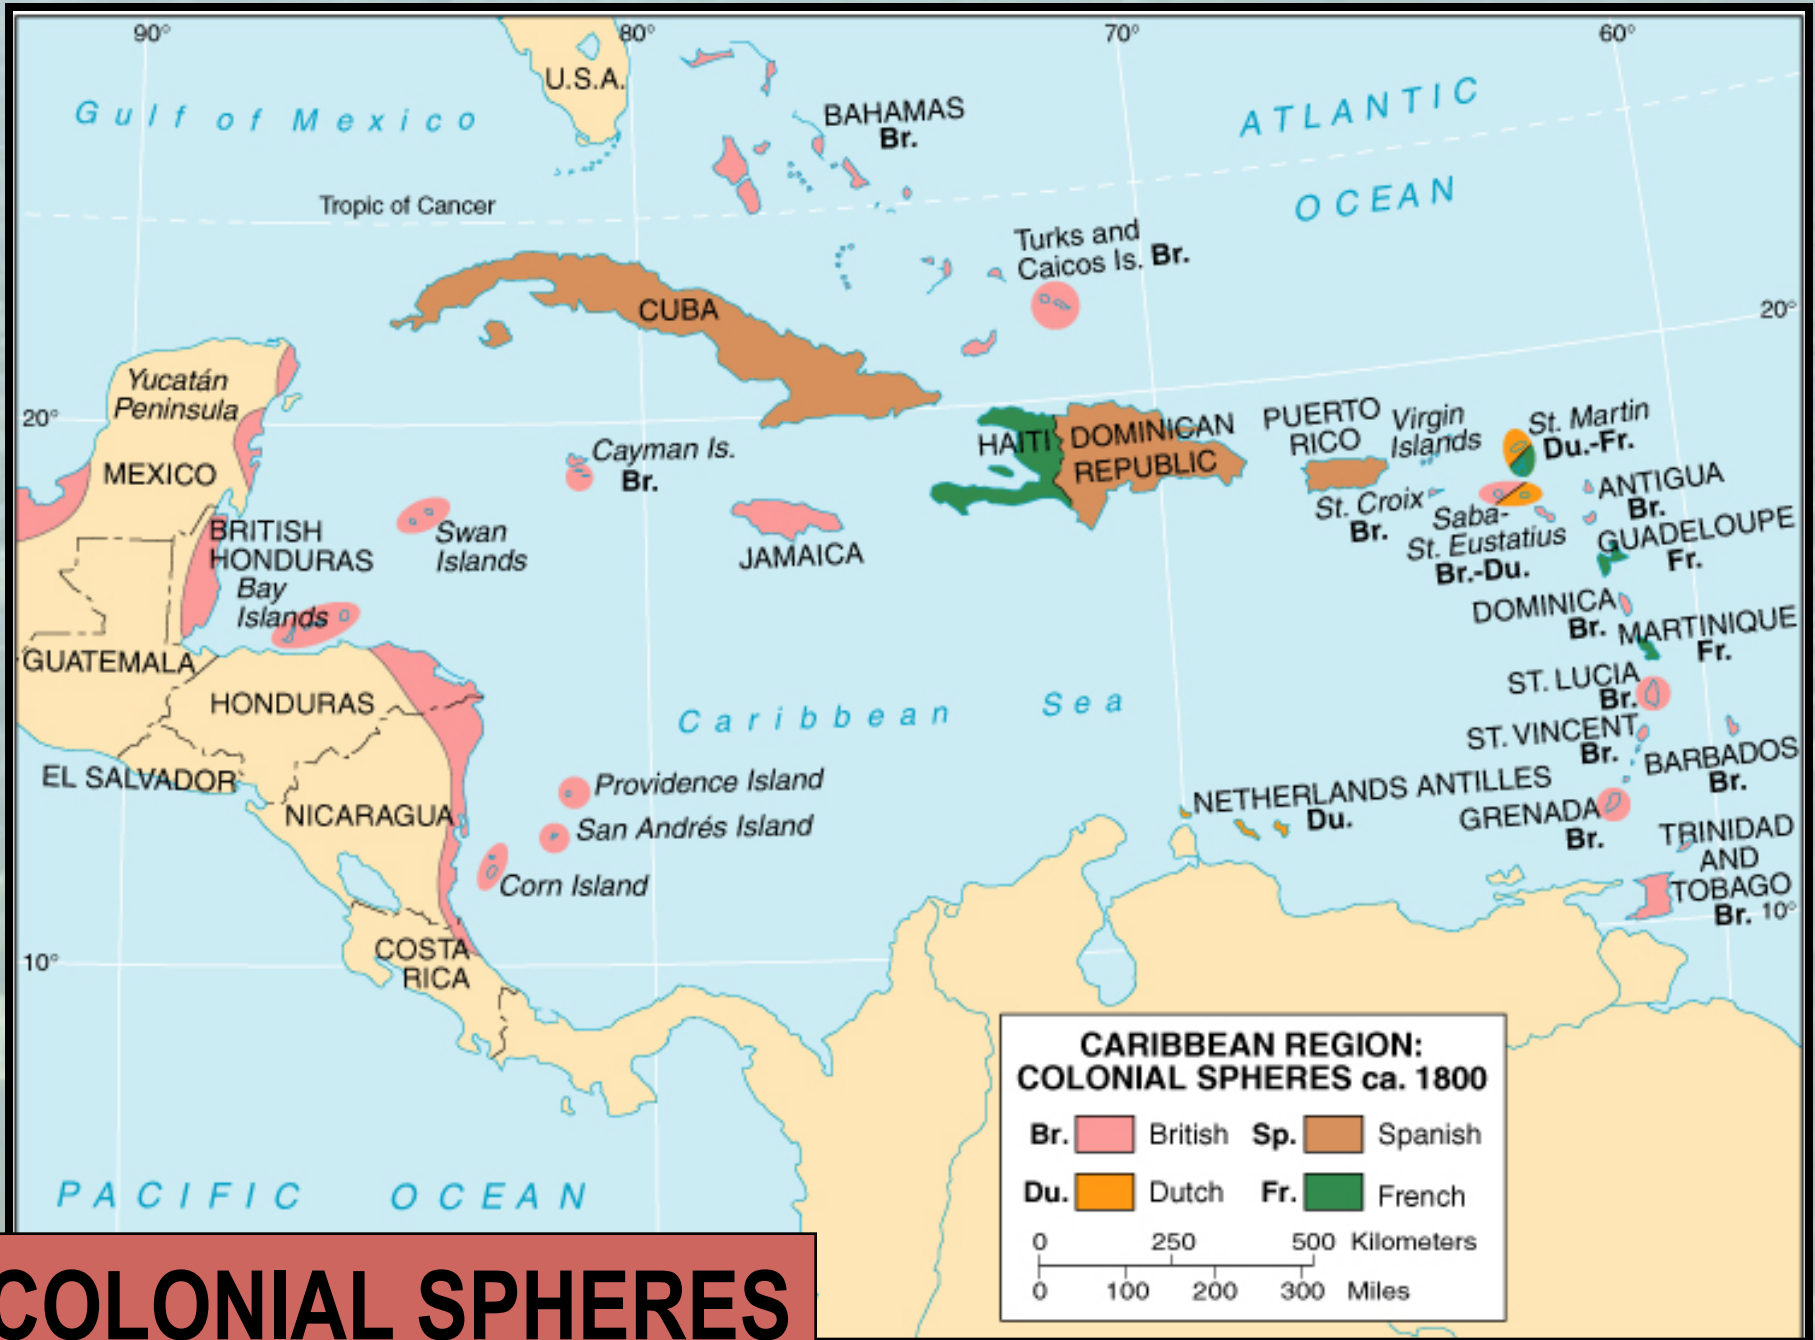 90°
80°
70°
60°
U.S.A.
Gulf of Mexico
BAHAMAS
Br.
ATLANTIC
OCEAN
Tropic of Cancer
Turks and
Caicos Is. Br.
CUBA
20°
Yucatán
Peninsula
20°
MEXICO
Cayman Is.
Br.
HAITI
DOMINICAN
REPUBLIC
PUERTO
RICO
Virgin
Islands
St. Martin
Du.-Fr.
St. Croix
Br.
Saba-
St. Eustatius
Br.-Du.
ANTIGUA
Br.
GUADELOUPE
Fr.
BRITISH
HONDURAS
Swan
Islands
JAMAICA
Bay
Islands
DOMINICA
Br.
MARTINIQUE
Fr.
GUATEMALA
HONDURAS
Caribbean Sea
ST. LUCIA
Br.
ST. VINCENT
Br.
BARBADOS
Br.
EL SALVADOR
NICARAGUA
Providence Island
San Andrés Island
Corn Island
NETHERLANDS ANTILLES
Du.
GRENADA
Br.
TRINIDAD
AND
TOBAGO
Br.
10°
10°
COSTA
RICA
PACIFIC OCEAN
CARIBBEAN REGION:
COLONIAL SPHERES ca. 1800
Br. British Sp. Spanish
Du. Dutch Fr. French
0 250 500 Kilometers
0 100 200 300 Miles
COLONIAL SPHERES